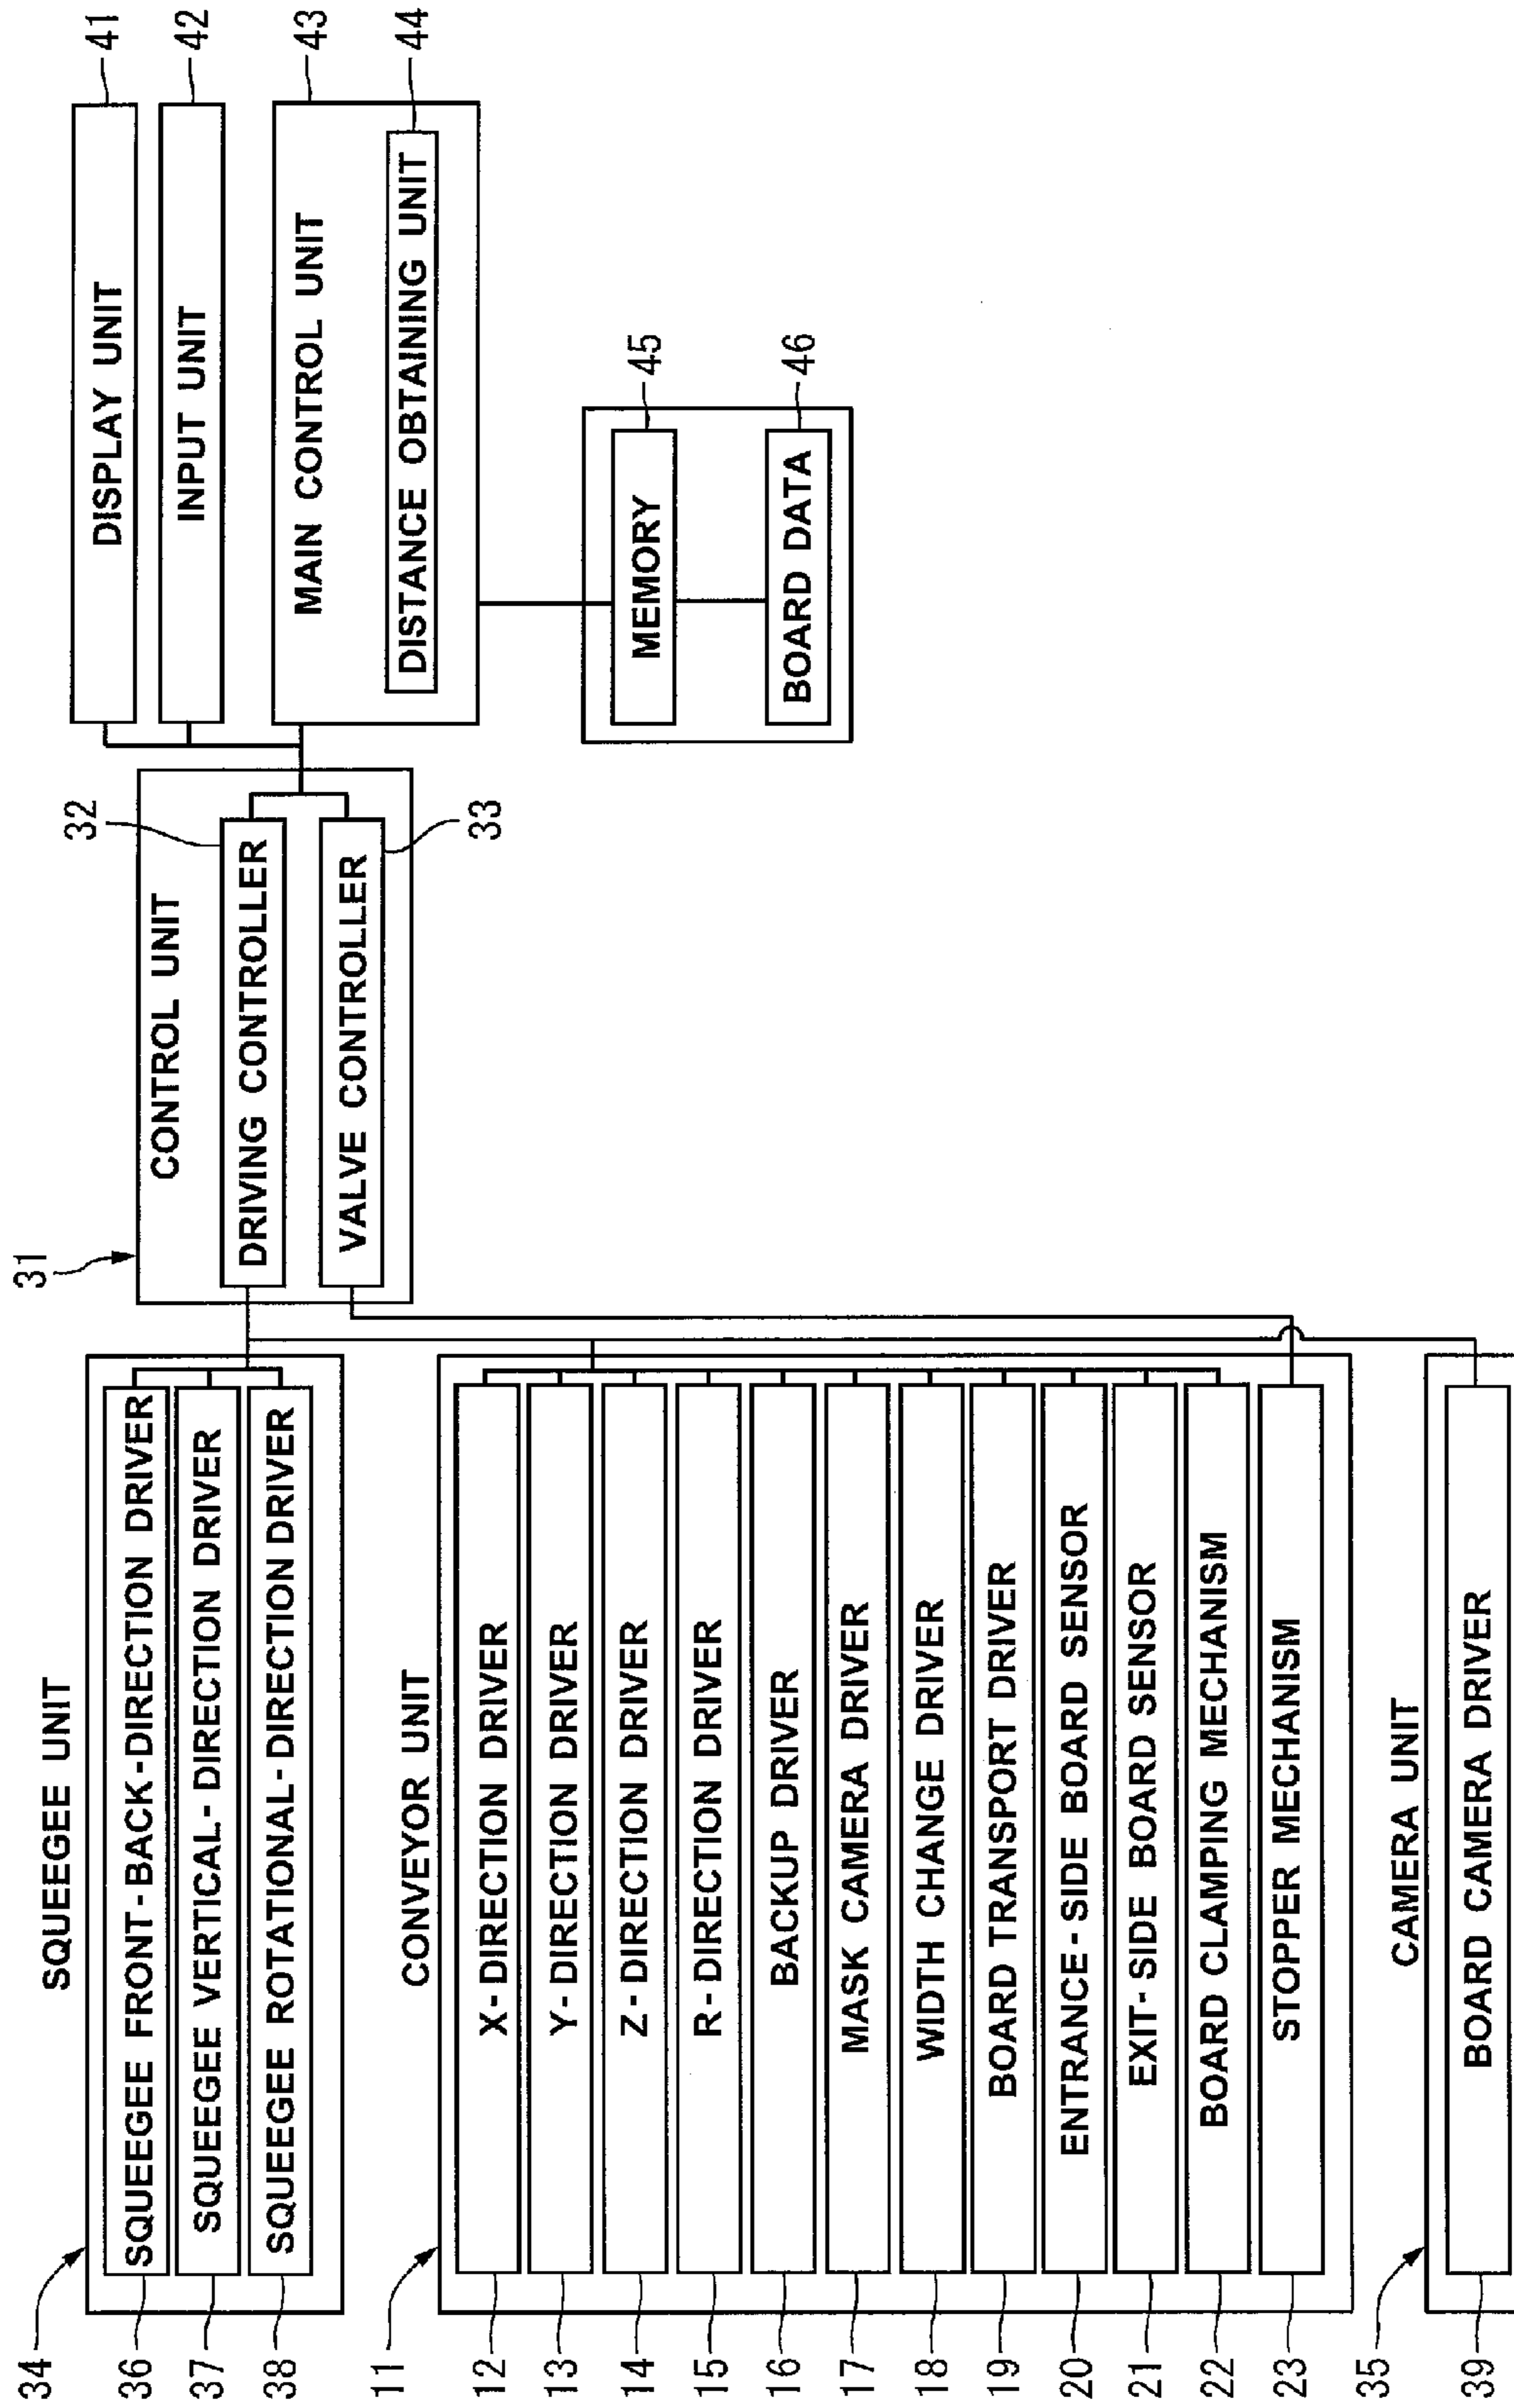 34
SQUEEGEE UNIT
36
SQUEEGEE FRONT-BACK-DIRECTION DRIVER
37
SQUEEGEE VERTICAL-DIRECTION DRIVER
38
SQUEEGEE ROTATIONAL-DIRECTION DRIVER
11
CONVEYOR UNIT
12
X-DIRECTION DRIVER
13
Y-DIRECTION DRIVER
14
Z-DIRECTION DRIVER
15
R-DIRECTION DRIVER
16
BACKUP DRIVER
17
MASK CAMERA DRIVER
18
WIDTH CHANGE DRIVER
19
BOARD TRANSPORT DRIVER
20
ENTRANCE-SIDE BOARD SENSOR
21
EXIT-SIDE BOARD SENSOR
22
BOARD CLAMPING MECHANISM
23
STOPPER MECHANISM
35
CAMERA UNIT
39
BOARD CAMERA DRIVER
31
CONTROL UNIT
32
DRIVING CONTROLLER
VALVE CONTROLLER
33
DISPLAY UNIT
41
INPUT UNIT
42
MAIN CONTROL UNIT
43
DISTANCE OBTAINING UNIT
44
MEMORY
45
BOARD DATA
46